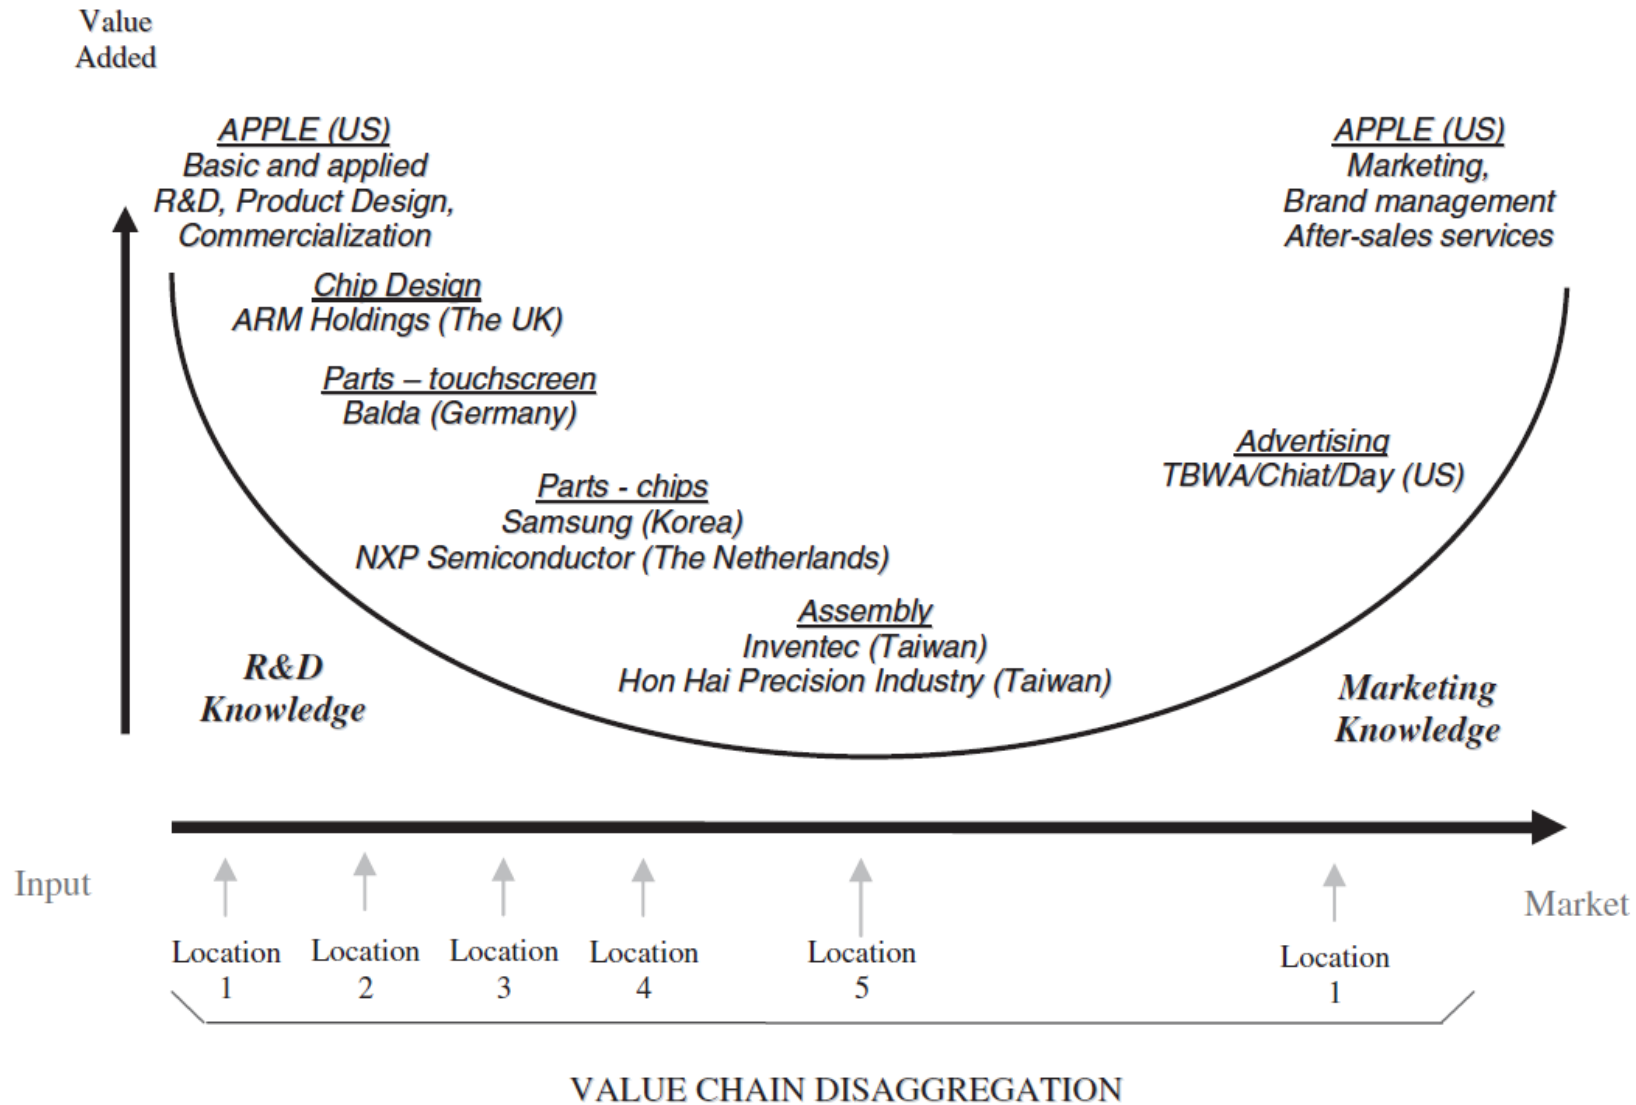 Value
Added
APPLE (US)
Basic and applied
R&D, Product Design,
Commercialization
APPLE (US)
Marketing,
Brand management
After-sales services
Chip Design
ARM Holdings (The UK)
Parts – touchscreen
Balda (Germany)
Advertising
TBWA/Chiat/Day (US)
Parts - chips
Samsung (Korea)
NXP Semiconductor (The Netherlands)
Assembly
Inventec (Taiwan)
Hon Hai Precision Industry (Taiwan)
R&D
Knowledge
Marketing
Knowledge
Input
Market
Location
1
Location
2
Location
3
Location
4
Location
5
Location
1
VALUE CHAIN DISAGGREGATION